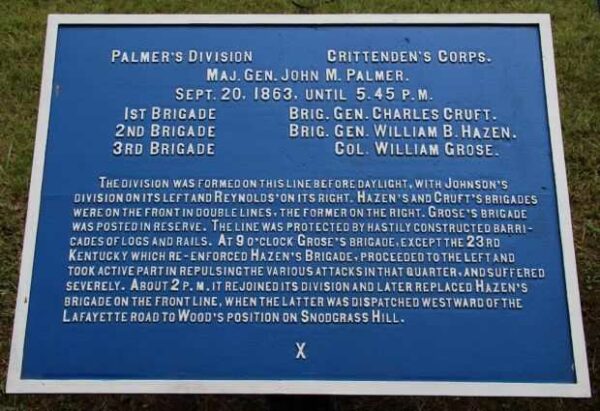 PALMER'S DIVISION CRITTENDEN'S CORPS.
MAJ. GEN. JOHN M. PALMER.
SEPT. 20, 1863, UNTIL 5.45 P.M.
1ST BRIGADE BRIG. GEN. CHARLES CRUFT.
2ND BRIGADE BRIG. GEN. WILLIAM B. HAZEN.
3RD BRIGADE COL. WILLIAM GROSE.
THE DIVISION WAS FORMED ON THIS LINE BEFORE DAYLIGHT, WITH JOHNSON'S
DIVISION ON ITS LEFT AND REYNOLDS' ON ITS RIGHT. HAZEN'S AND CRUFT'S BRIGADES
WERE ON THE FRONT IN DOUBLE LINES, THE FORMER ON THE RIGHT. GROSE'S BRIGADE
WAS POSTED IN RESERVE. THE LINE WAS PROTECTED BY HASTILY CONSTRUCTED BARRI-
CADES OF LOGS AND RAILS. AT 9 O'CLOCK GROSE'S BRIGADE, EXCEPT THE 23RD
KENTUCKY WHICH RE-ENFORCED HAZEN'S BRIGADE, PROCEEDED TO THE LEFT AND
TOOK ACTIVE PART IN REPULSING THE VARIOUS ATTACKS IN THAT QUARTER, AND SUFFERED
SEVERELY. ABOUT 2 P.M. IT REJOINED ITS DIVISION AND LATER REPLACED HAZEN'S
BRIGADE ON THE FRONT LINE, WHEN THE LATTER WAS DISPATCHED WESTWARD OF THE
LAFAYETTE ROAD TO WOOD'S POSITION ON SNODGRASS HILL.
X